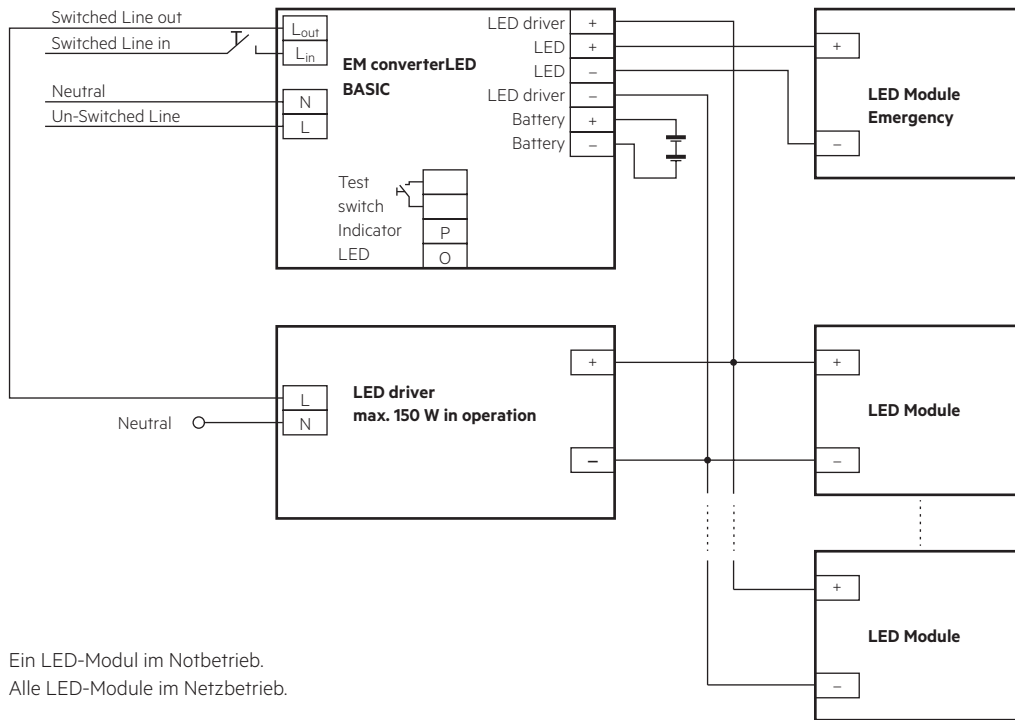 Switched Line out
Switched Line in
Neutral
Un-Switched Line
Lout
Lin
N
L
EM converterLED
BASIC
LED driver +
LED +
LED –
LED driver –
Battery +
Battery –
Test
switch
Indicator P
LED O
+
–
LED Module
Emergency
Neutral
L
N
LED driver
max. 150 W in operation
+
–
+
–
LED Module
+
–
LED Module
Ein LED-Modul im Notbetrieb.
Alle LED-Module im Netzbetrieb.